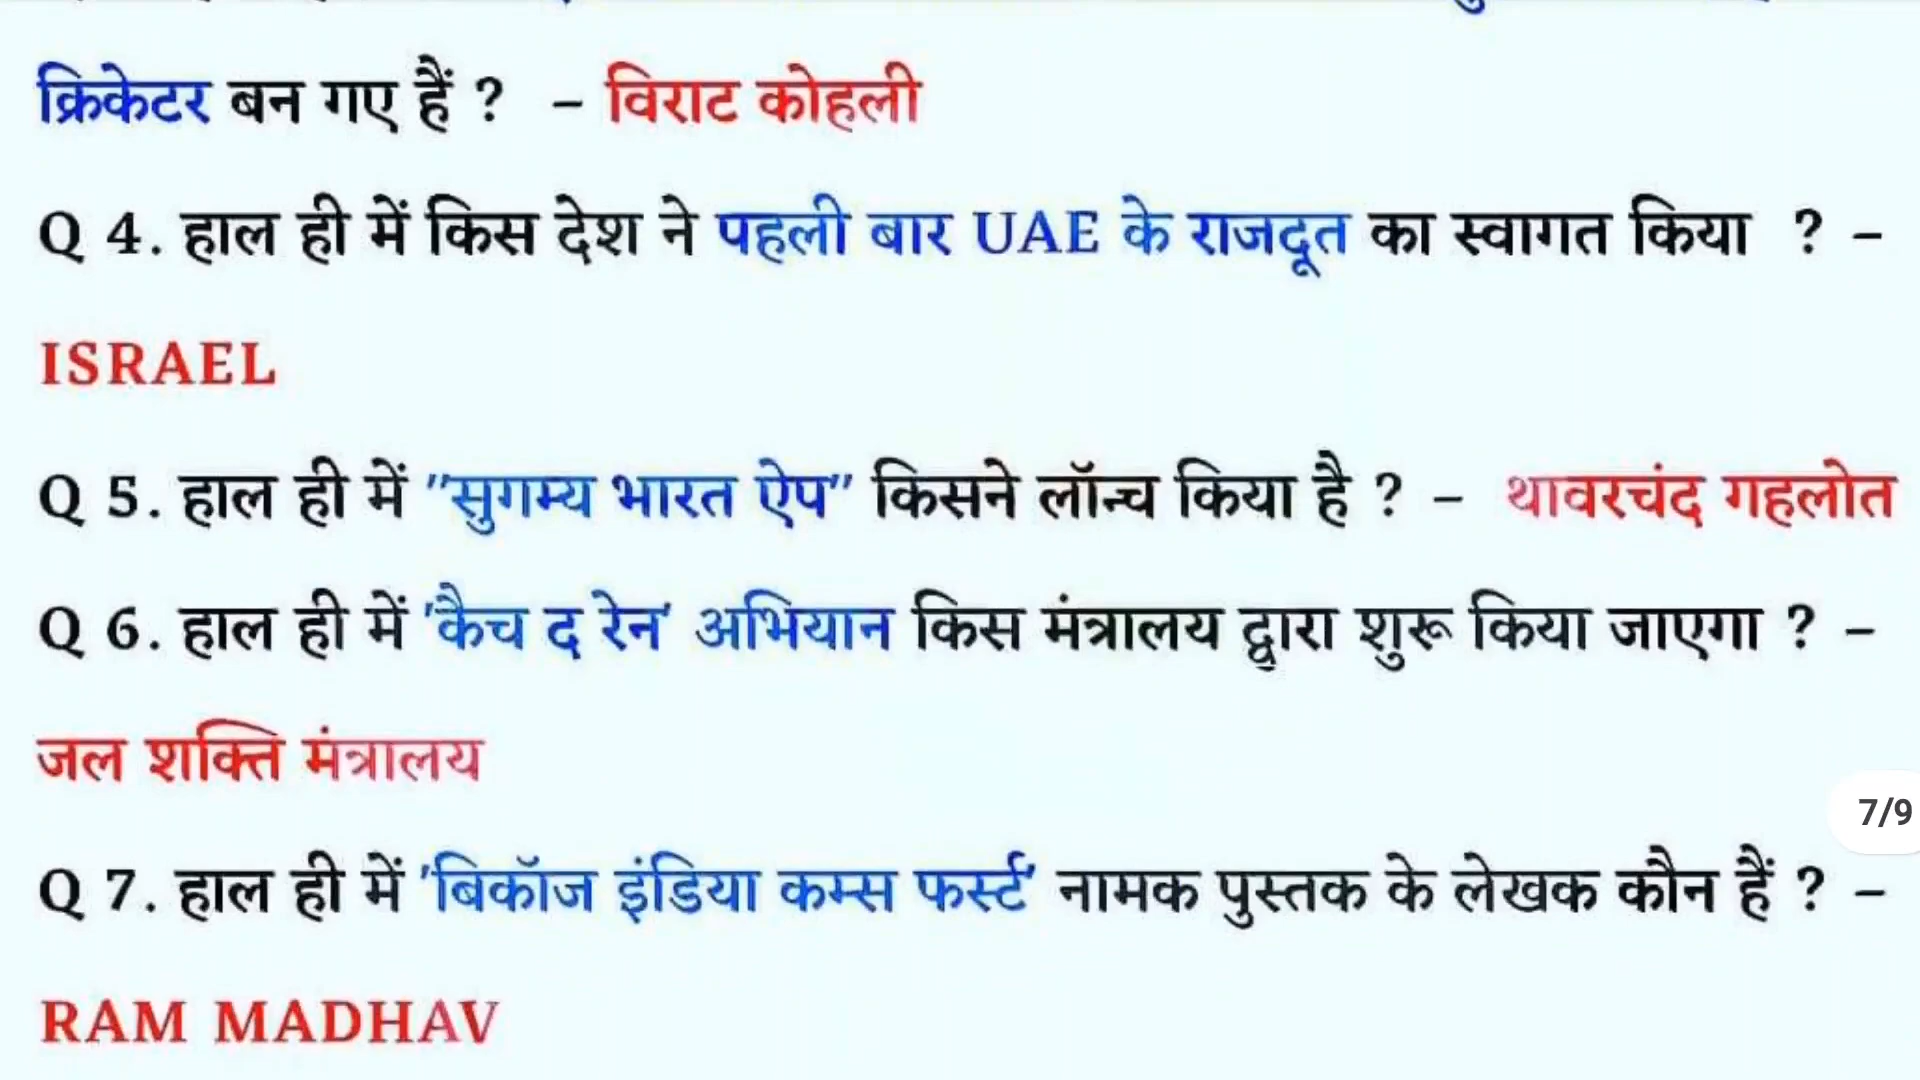 क्रिकेटर बन गए हैं ? – विराट कोहली
Q 4. हाल ही में किस देश ने पहली बार UAE के राजदूत का स्वागत किया ? –
ISRAEL
Q 5. हाल ही में "सुगम्य भारत ऐप" किसने लॉन्च किया है ? – थावरचंद गहलोत
Q 6. हाल ही में 'कैच द रेन' अभियान किस मंत्रालय द्वारा शुरू किया जाएगा ? –
जल शक्ति मंत्रालय
7/9
Q 7. हाल ही में 'बिकॉज इंडिया कम्स फर्स्ट' नामक पुस्तक के लेखक कौन हैं ? –
RAM MADHAV